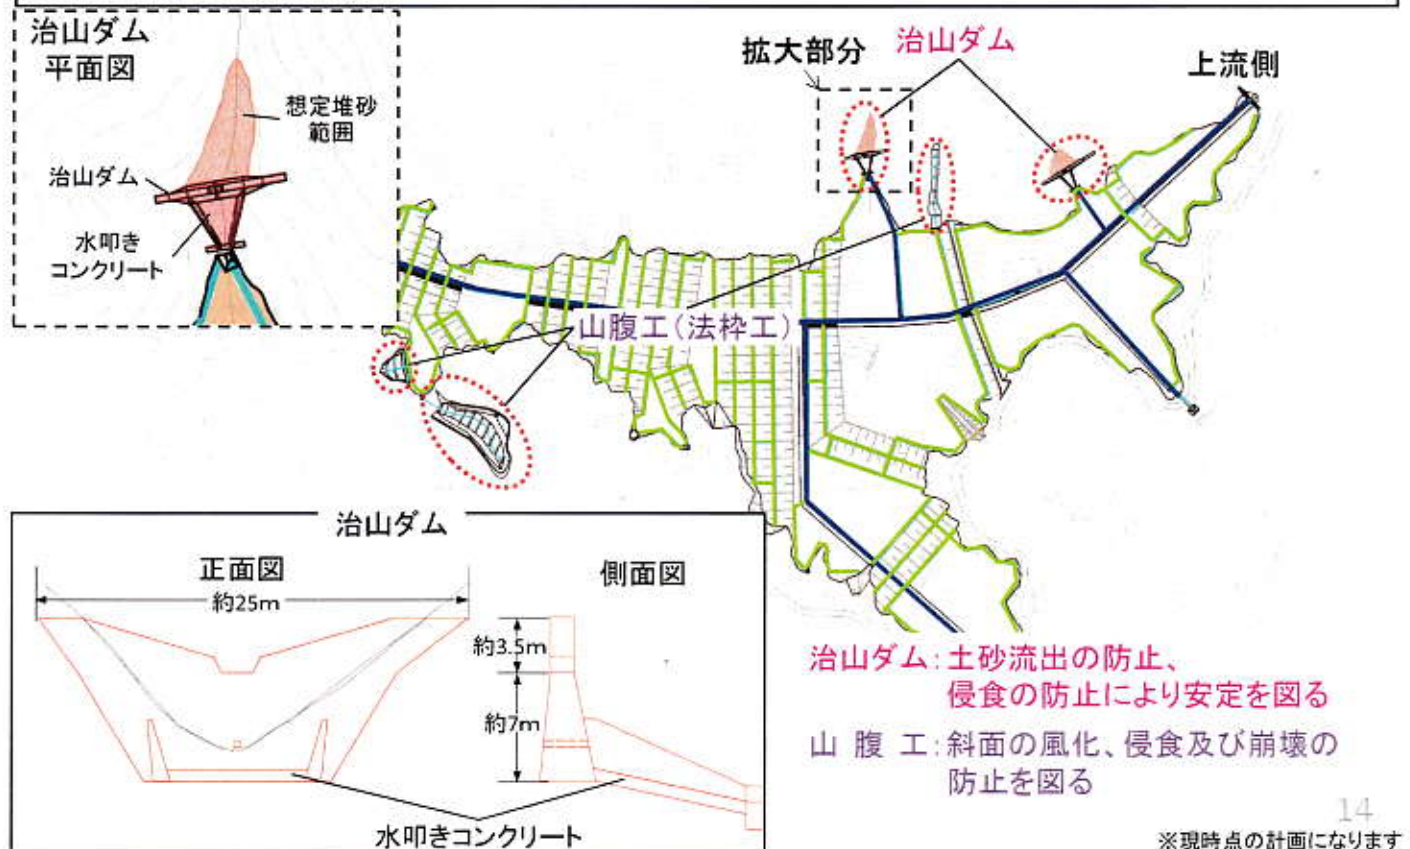 治山ダム
平面図
想定堆砂
範囲
治山ダム
水叩き
コンクリート
拡大部分
治山ダム
上流側
山腹工(法枠工)
治山ダム
正面図
側面図
約25m
約3.5m
約7m
水叩きコンクリート
治山ダム:土砂流出の防止、
侵食の防止により安定を図る
山 腹 工:斜面の風化、侵食及び崩壊の
防止を図る
14
※現時点の計画になります